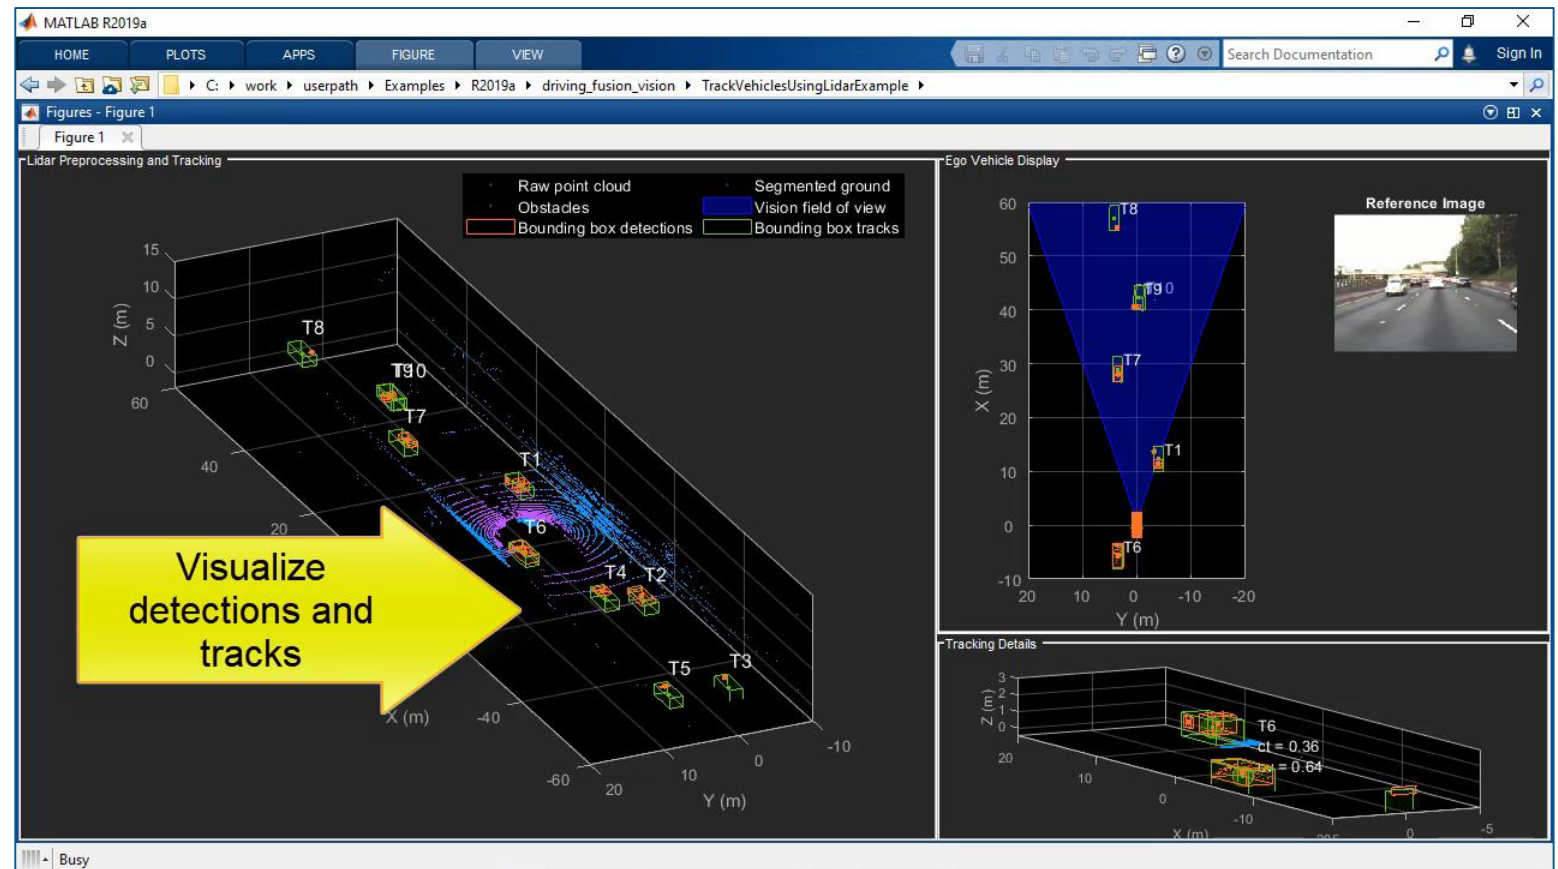 MATLAB R2019a
HOME PLOTS APPS FIGURE VIEW Search Documentation Sign In
C: work userpath Examples R2019a driving_fusion_vision TrackVehiclesUsingLidarExample
Figures - Figure 1
Figure 1
Lidar Preprocessing and Tracking
Raw point cloud Segmented ground
Obstacles Vision field of view
Bounding box detections Bounding box tracks
15
10
5
0
Z (m)
60
40
20
-40
-60
X (m)
20
10
0
-10
Y (m)
T8
T7
T1
T6
T4 T2
T5 T3
Visualize
detections and
tracks
Ego Vehicle Display
60
50
40
30
20
10
0
-10
X (m)
20 10 0 -10 -20
Y (m)
T8
T7
T1
T6
Reference Image
Tracking Details
3
2
1
0
Z (m)
20
10
0
-10
X (m)
0
-5
T6
ct = 0.36
= 0.64
Busy